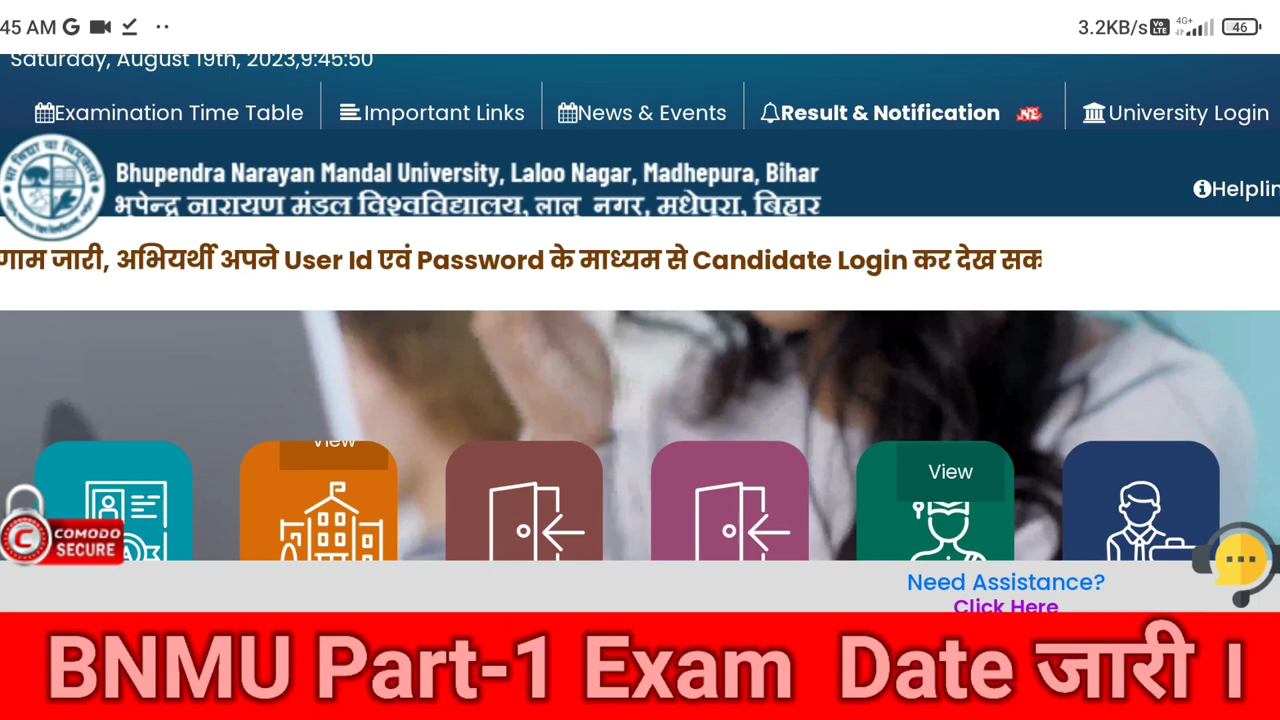 45 AM G
3.2KB/s Vo LTE 4G+ 46
Saturday, August 19th, 2023,9:45:50
Examination Time Table
Important Links
News & Events
Result & Notification
University Login
Bhupendra Narayan Mandal University, Laloo Nagar, Madhepura, Bihar
भूपेन्द्र नारायण मंडल विश्वविद्यालय, लालू नगर, मधेपुरा, बिहार
Helplin
जारी, अभियर्थी अपने User Id एवं Password के माध्यम से Candidate Login कर देख सक
View
View
COMODO
SECURE
Need Assistance?
Click Here
BNMU Part-1 Exam Date जारी ।